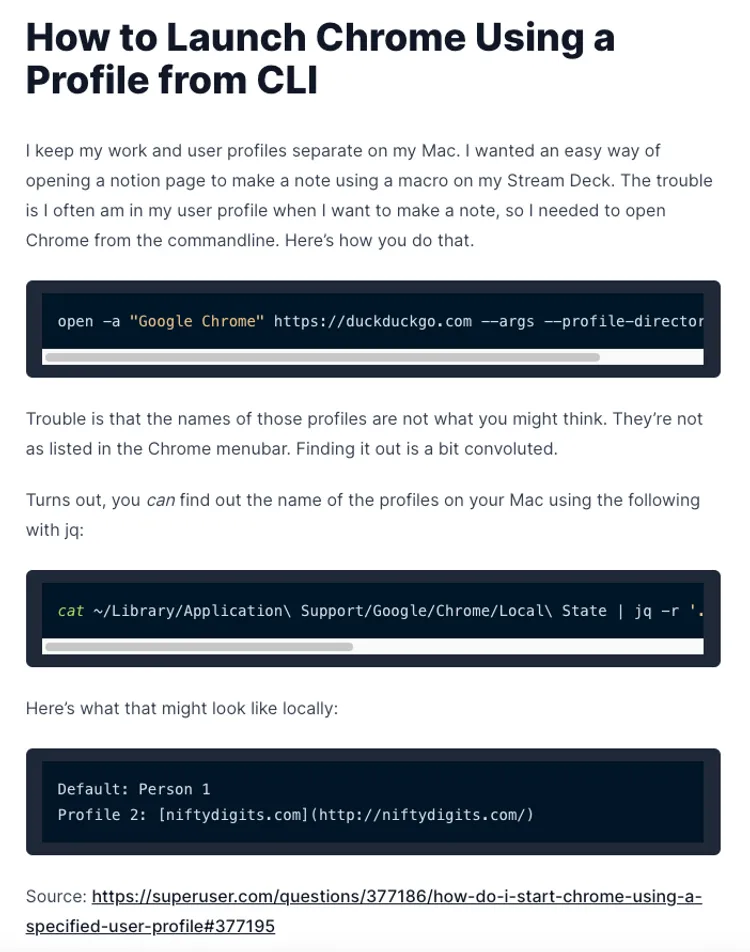 How to Launch Chrome Using a
Profile from CLI
I keep my work and user profiles separate on my Mac. I wanted an easy way of
opening a notion page to make a note using a macro on my Stream Deck. The trouble
is I often am in my user profile when I want to make a note, so I needed to open
Chrome from the commandline. Here’s how you do that.
open -a "Google Chrome" https://duckduckgo.com --args --profile-director
Trouble is that the names of those profiles are not what you might think. They’re not
as listed in the Chrome menubar. Finding it out is a bit convoluted.
Turns out, you can find out the name of the profiles on your Mac using the following
with jq:
cat ~/Library/Application\ Support/Google/Chrome/Local\ State | jq -r '.
Here’s what that might look like locally:
Default: Person 1
Profile 2: [niftydigits.com](http://niftydigits.com/)
Source: https://superuser.com/questions/377186/how-do-i-start-chrome-using-a-
specified-user-profile#377195